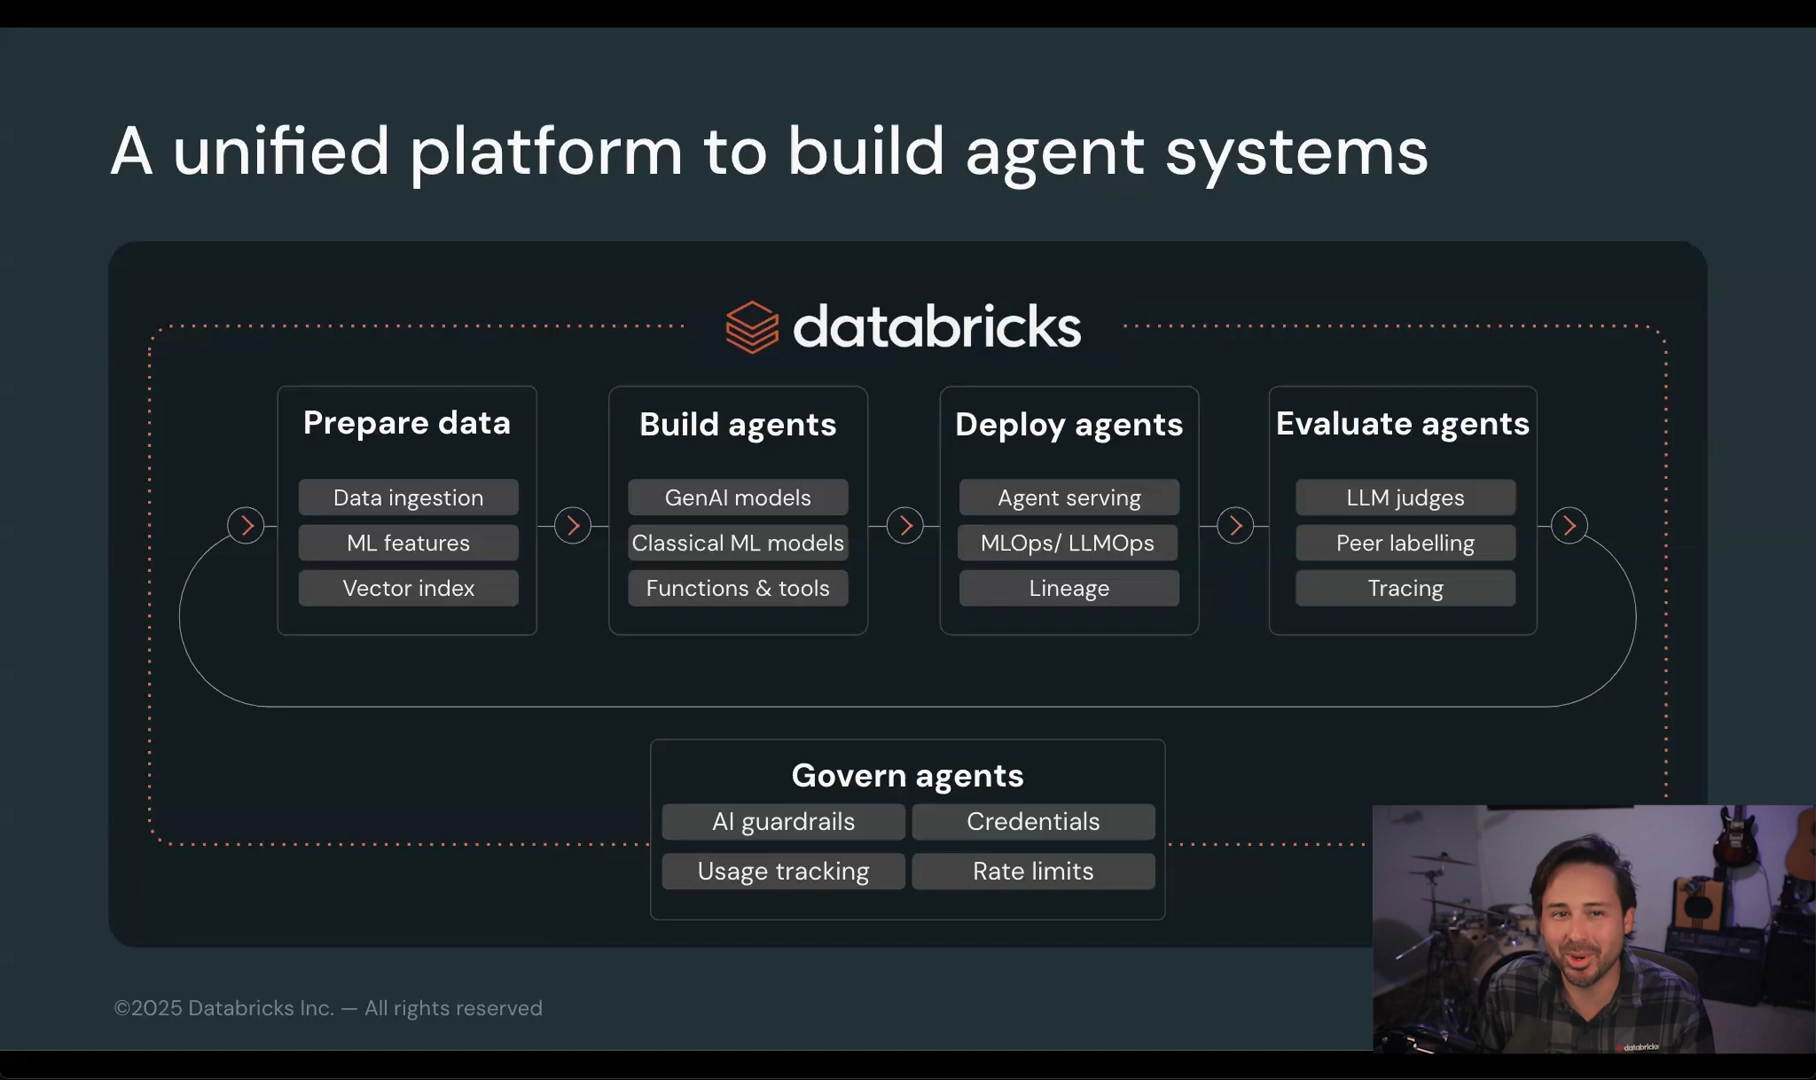 A unified platform to build agent systems
databricks
Prepare data
Data ingestion
ML features
Vector index
Build agents
GenAI models
Classical ML models
Functions & tools
Deploy agents
Agent serving
MLOps/ LLMOps
Lineage
Evaluate agents
LLM judges
Peer labelling
Tracing
Govern agents
AI guardrails
Credentials
Usage tracking
Rate limits
©2025 Databricks Inc. — All rights reserved
databricks